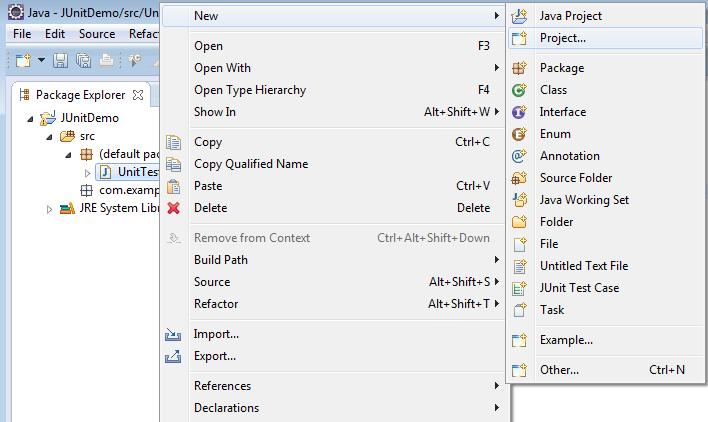 Java - JUnitDemo/src/Un
File Edit Source Refac
Package Explorer
JUnitDemo
src
(default pac
UnitTes
com.examp
JRE System Libr
New
Open F3
Open With
Open Type Hierarchy F4
Show In Alt+Shift+W
Copy Ctrl+C
Copy Qualified Name
Paste Ctrl+V
Delete Delete
Remove from Context Ctrl+Alt+Shift+Down
Build Path
Source Alt+Shift+S
Refactor Alt+Shift+T
Import...
Export...
References
Declarations
Java Project
Project...
Package
Class
Interface
Enum
Annotation
Source Folder
Java Working Set
Folder
File
Untitled Text File
JUnit Test Case
Task
Example...
Other... Ctrl+N